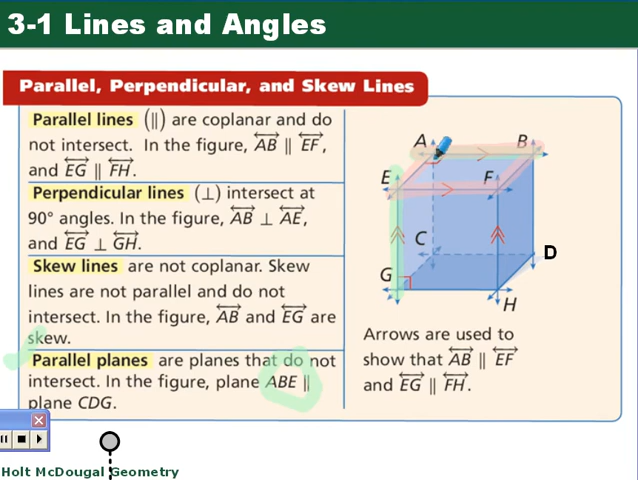 3-1 Lines and Angles
Parallel, Perpendicular, and Skew Lines
Parallel lines (∥) are coplanar and do
not intersect. In the figure, AB ∥ EF,
and EG ∥ FH.
Perpendicular lines (⊥) intersect at
90° angles. In the figure, AB ⊥ AE,
and EG ⊥ GH.
Skew lines are not coplanar. Skew
lines are not parallel and do not
intersect. In the figure, AB and EG are
skew.
Parallel planes are planes that do not
intersect. In the figure, plane ABE ∥
plane CDG.
A
B
E
F
C
D
G
H
Arrows are used to
show that AB ∥ EF
and EG ∥ FH.
Holt McDougal Geometry